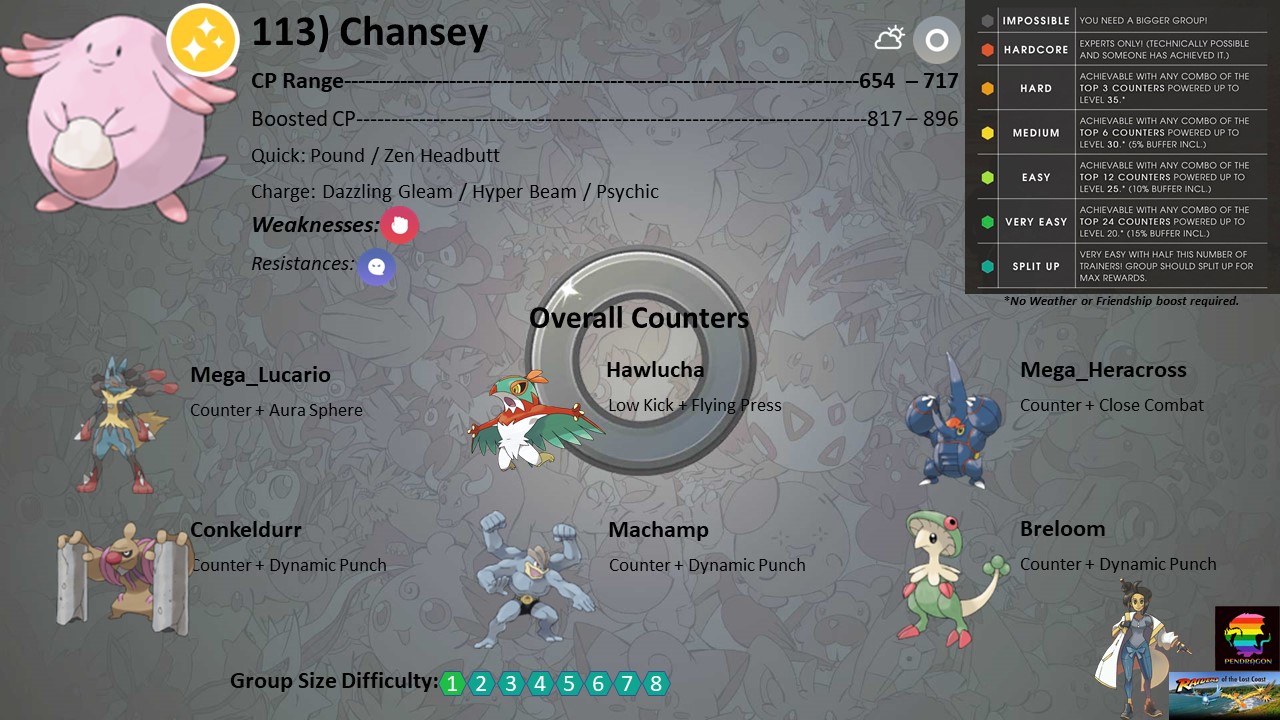 113) Chansey
CP Range 654 – 717
Boosted CP 817 – 896
Quick: Pound / Zen Headbutt
Charge: Dazzling Gleam / Hyper Beam / Psychic
Weaknesses:
Resistances:
IMPOSSIBLE YOU NEED A BIGGER GROUP!
HARDCORE EXPERTS ONLY! (TECHNICALLY POSSIBLE
AND SOMEONE HAS ACHIEVED IT.)
HARD ACHIEVABLE WITH ANY COMBO OF THE
TOP 3 COUNTERS POWERED UP TO
LEVEL 35.*
MEDIUM ACHIEVABLE WITH ANY COMBO OF THE
TOP 6 COUNTERS POWERED UP TO
LEVEL 30.* (5% BUFFER INCL.)
EASY ACHIEVABLE WITH ANY COMBO OF THE
TOP 12 COUNTERS POWERED UP TO
LEVEL 25.* (10% BUFFER INCL.)
VERY EASY ACHIEVABLE WITH ANY COMBO OF THE
TOP 24 COUNTERS POWERED UP TO
LEVEL 20.* (15% BUFFER INCL.)
SPLIT UP VERY EASY WITH HALF THIS NUMBER OF
TRAINERS! GROUP SHOULD SPLIT UP FOR
MAX REWARDS.
*No Weather or Friendship boost required.
Overall Counters
Mega_Lucario
Counter + Aura Sphere
Hawlucha
Low Kick + Flying Press
Mega_Heracross
Counter + Close Combat
Conkeldurr
Counter + Dynamic Punch
Machamp
Counter + Dynamic Punch
Breloom
Counter + Dynamic Punch
Group Size Difficulty: 1 2 3 4 5 6 7 8
PENDRAGON
RAIDERS of the Lost Coast